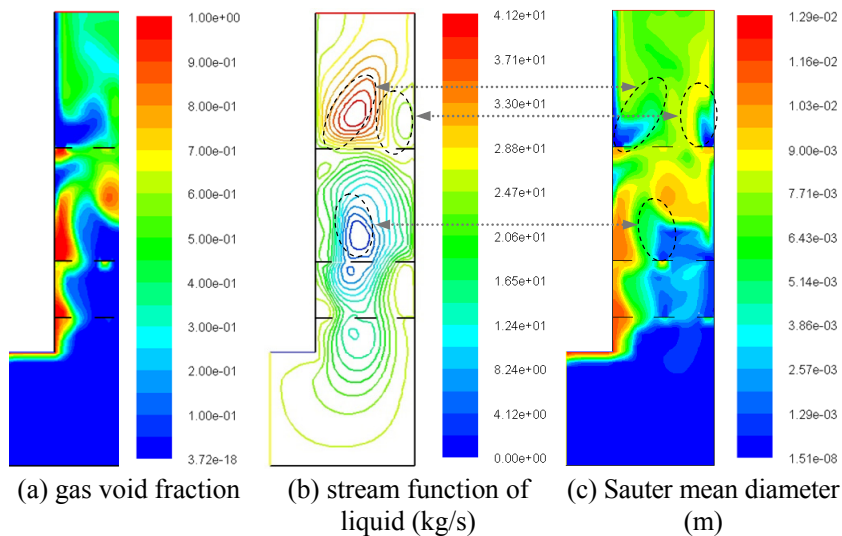 1.00e+00
9.00e-01
8.00e-01
7.00e-01
6.00e-01
5.00e-01
4.00e-01
3.00e-01
2.00e-01
1.00e-01
3.72e-18
(a) gas void fraction
4.12e+01
3.71e+01
3.30e+01
2.88e+01
2.47e+01
2.06e+01
1.65e+01
1.24e+01
8.24e+00
4.12e+00
0.00e+00
(b) stream function of
liquid (kg/s)
1.29e-02
1.16e-02
1.03e-02
9.00e-03
7.71e-03
6.43e-03
5.14e-03
3.86e-03
2.57e-03
1.29e-03
1.51e-08
(c) Sauter mean diameter
(m)